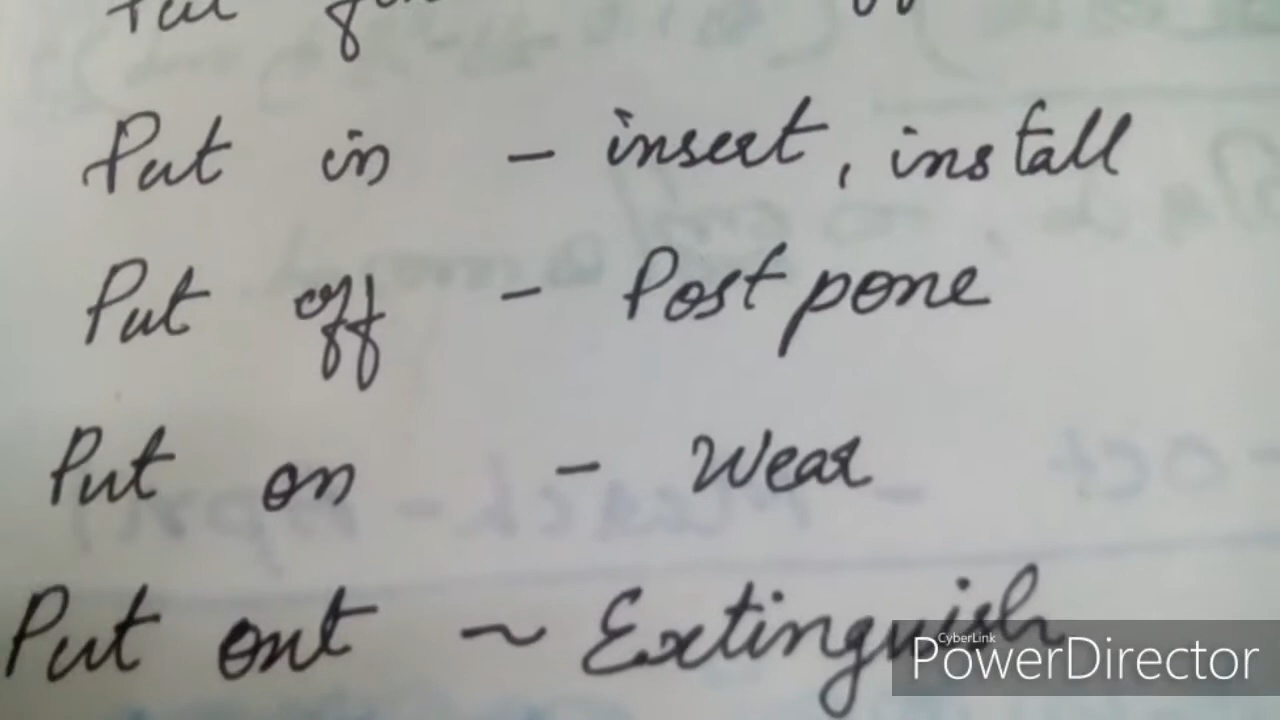 Put in - insert, install
Put off - Postpone
Put on - Wear
Put out ~ Extinguish
CyberLink
PowerDirector